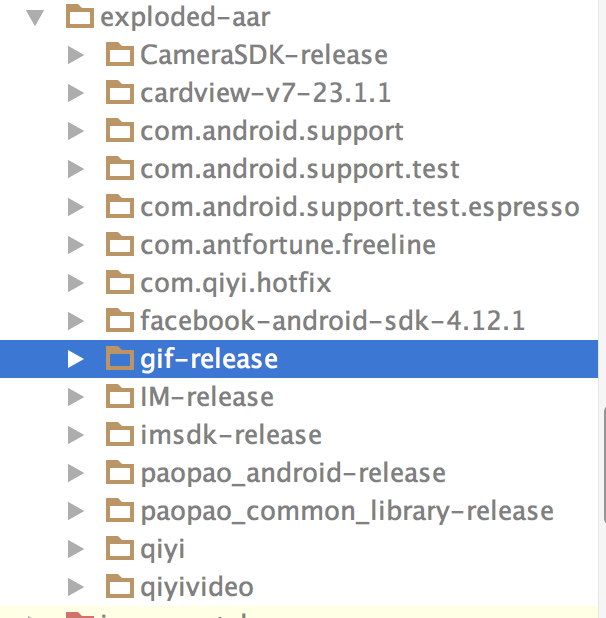 exploded-aar
CameraSDK-release
cardview-v7-23.1.1
com.android.support
com.android.support.test
com.android.support.test.espresso
com.antfortune.freeline
com.qiyi.hotfix
facebook-android-sdk-4.12.1
gif-release
IM-release
imsdk-release
paopao_android-release
paopao_common_library-release
qiyi
qiyivideo